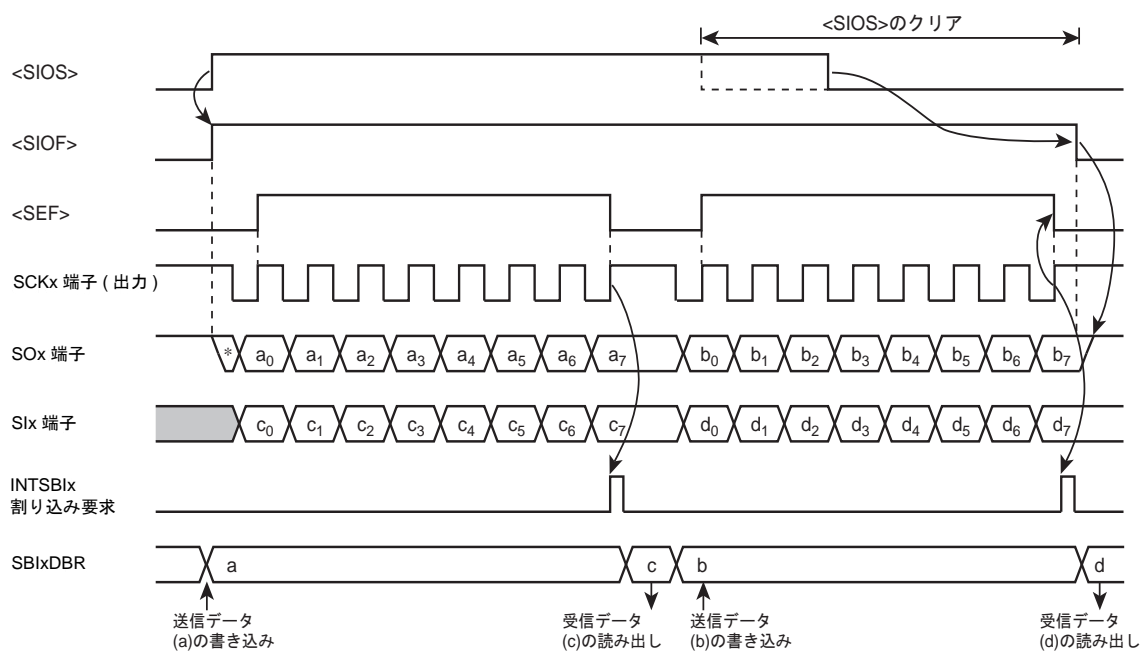 <SIOS>のクリア
<SIOS>
<SIOF>
<SEF>
SCKx 端子 ( 出力 )
SOx 端子
* a0 a1 a2 a3 a4 a5 a6 a7 b0 b1 b2 b3 b4 b5 b6 b7
SIx 端子
c0 c1 c2 c3 c4 c5 c6 c7 d0 d1 d2 d3 d4 d5 d6 d7
INTSBIx
割り込み要求
SBIxDBR
a c b d
送信データ
(a)の書き込み
受信データ
(c)の読み出し
送信データ
(b)の書き込み
受信データ
(d)の読み出し